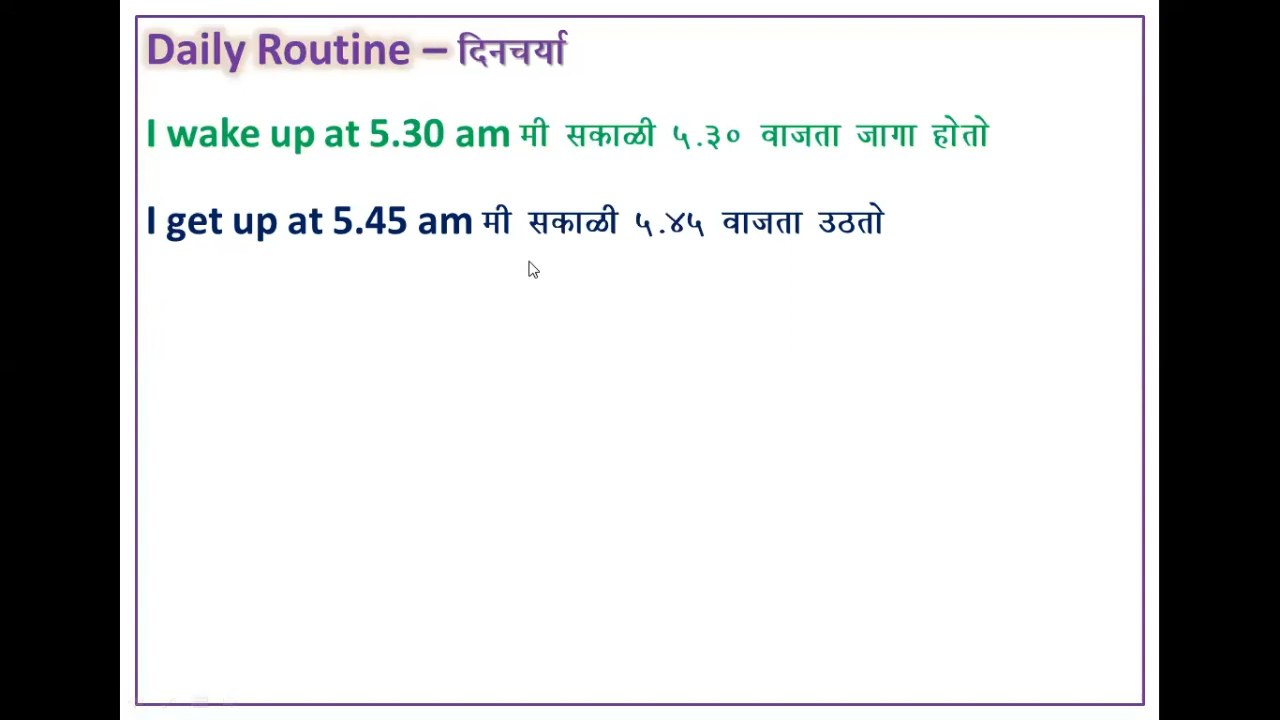 Daily Routine – दिनचर्या
I wake up at 5.30 am मी सकाळी ५.३० वाजता जागा होतो
I get up at 5.45 am मी सकाळी ५.४५ वाजता उठतो